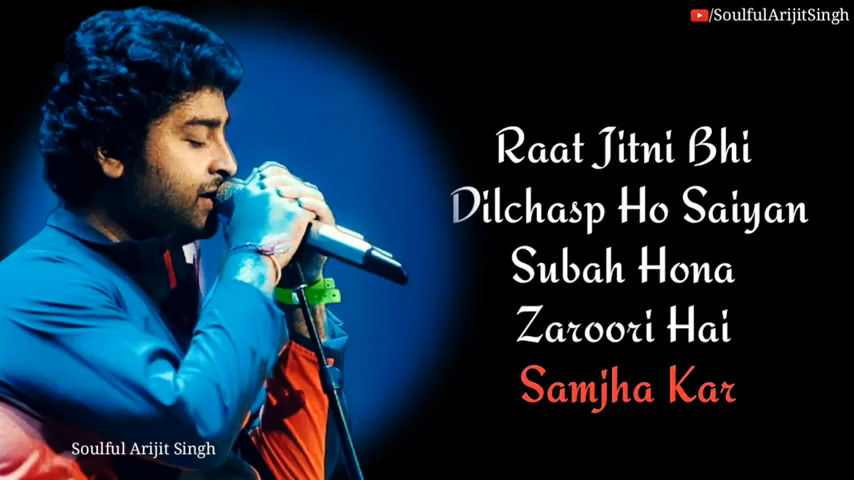 /SoulfulArijitSingh
Raat Jitni Bhi
Dilchasp Ho Saiyan
Subah Hona
Zaroori Hai
Samjha Kar
Soulful Arijit Singh